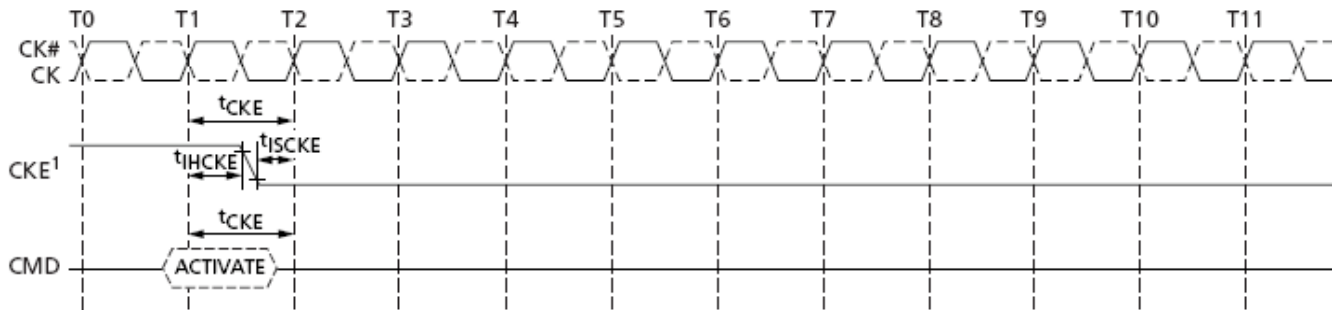 T0 T1 T2 T3 T4 T5 T6 T7 T8 T9 T10 T11
CK#
CK
tCKE
tISCKE
tIHCKE
CKE1
tCKE
CMD ACTIVATE